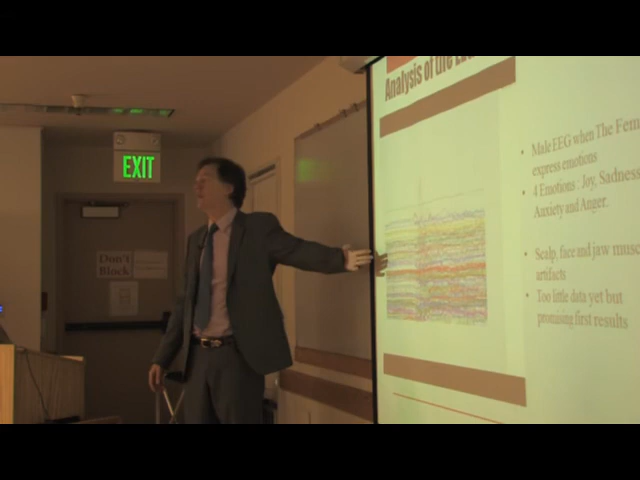 Analysis of the
EXIT
Male EEG when The Fem
express emotions
• 4 Emotions : Joy, Sadness
Anxiety and Anger.
• Scalp, face and jaw musc
artifacts
• Too little data yet but
promising first results
Don't
Block